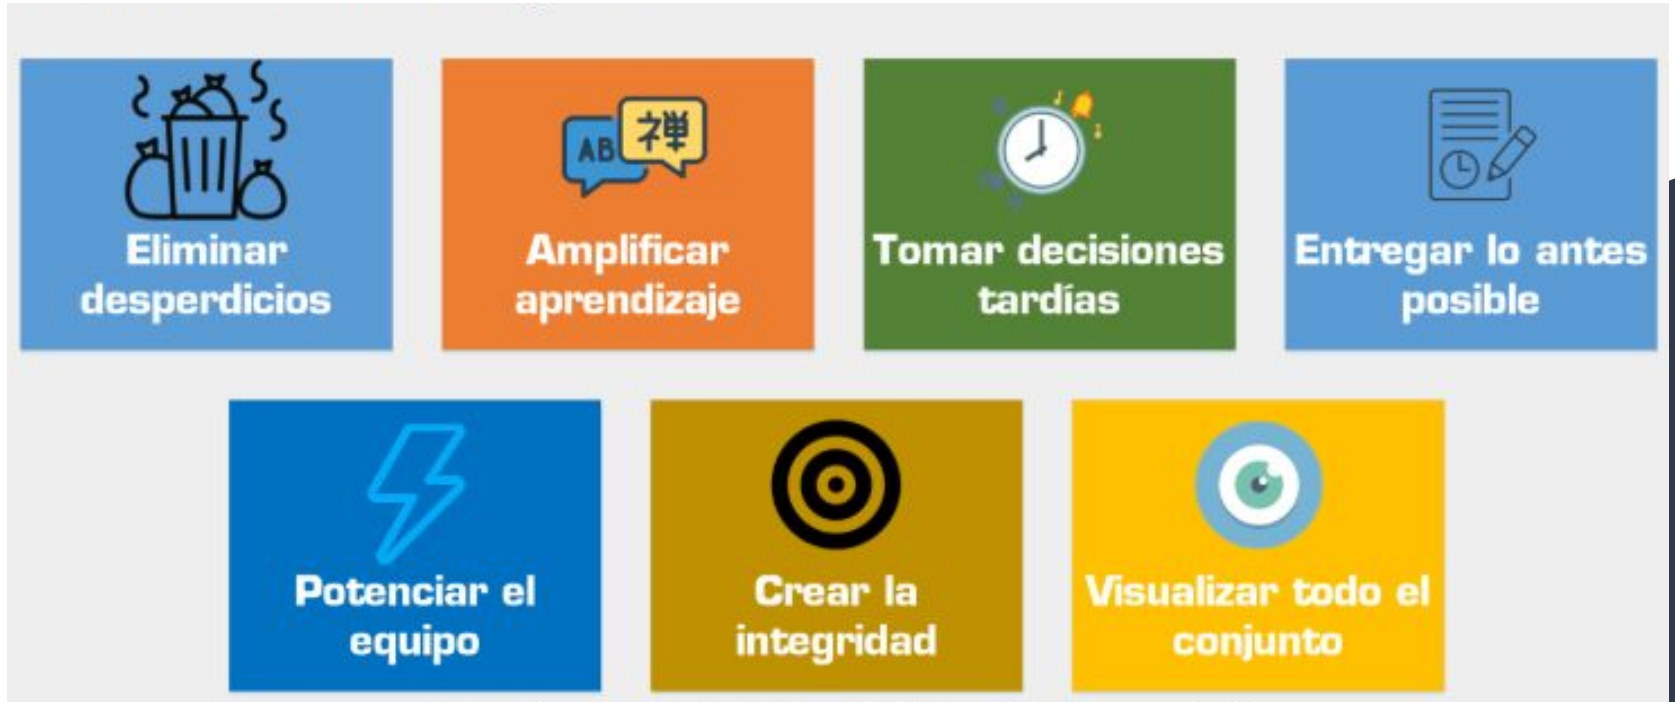 AB
禅
Eliminar
desperdicios
Amplificar
aprendizaje
Tomar decisiones
tardías
Entregar lo antes
posible
Potenciar el
equipo
Crear la
integridad
Visualizar todo el
conjunto